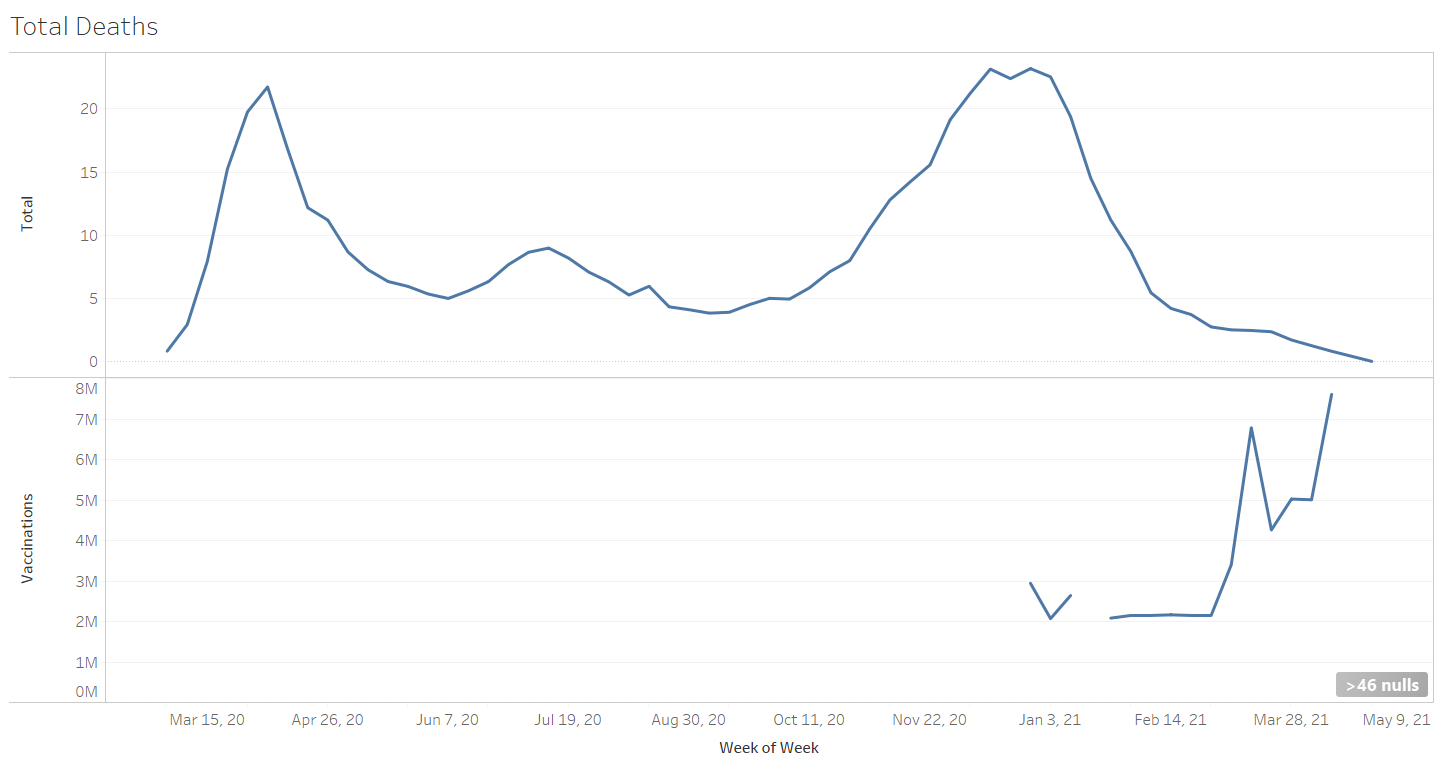 Total Deaths
Total
20
15
10
5
0
Vaccinations
8M
7M
6M
5M
4M
3M
2M
1M
0M
>46 nulls
Mar 15, 20 Apr 26, 20 Jun 7, 20 Jul 19, 20 Aug 30, 20 Oct 11, 20 Nov 22, 20 Jan 3, 21 Feb 14, 21 Mar 28, 21 May 9, 21
Week of Week